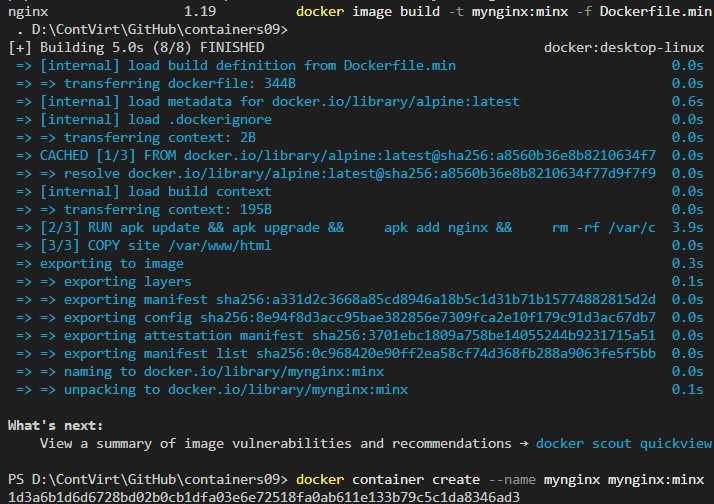 nginx                 1.19          docker image build -t mynginx:minx -f Dockerfile.min
 . D:\ContVirt\GitHub\containers09>
[+] Building 5.0s (8/8) FINISHED                                   docker:desktop-linux
 => [internal] load build definition from Dockerfile.min                           0.0s
 => => transferring dockerfile: 344B                                               0.0s
 => [internal] load metadata for docker.io/library/alpine:latest                   0.6s
 => [internal] load .dockerignore                                                  0.0s
 => => transferring context: 2B                                                    0.0s
 => CACHED [1/3] FROM docker.io/library/alpine:latest@sha256:a8560b36e8b8210634f7  0.0s
 => => resolve docker.io/library/alpine:latest@sha256:a8560b36e8b8210634f77d9f7f9  0.0s
 => [internal] load build context                                                  0.0s
 => => transferring context: 195B                                                  0.0s
 => [2/3] RUN apk update && apk upgrade &&     apk add nginx &&     rm -rf /var/c  3.9s
 => [3/3] COPY site /var/www/html                                                  0.0s
 => exporting to image                                                             0.3s
 => => exporting layers                                                            0.1s
 => => exporting manifest sha256:a331d2c3668a85cd8946a18b5c1d31b71b15774882815d2d  0.0s
 => => exporting config sha256:8e94f8d3acc95bae382856e7309fca2e10f179c91d3ac67db7  0.0s
 => => exporting attestation manifest sha256:3701ebc1809a758be14055244b9231715a51  0.0s
 => => exporting manifest list sha256:0c968420e90ff2ea58cf74d368fb288a9063fe5f5bb  0.0s
 => => naming to docker.io/library/mynginx:minx                                    0.0s
 => => unpacking to docker.io/library/mynginx:minx                                 0.1s
What's next:
    View a summary of image vulnerabilities and recommendations → docker scout quickview
PS D:\ContVirt\GitHub\containers09> docker container create --name mynginx mynginx:minx
1d3a6b1d6d6728bd02b0cb1dfa03e6e72518fa0ab611e133b79c5c1da8346ad3